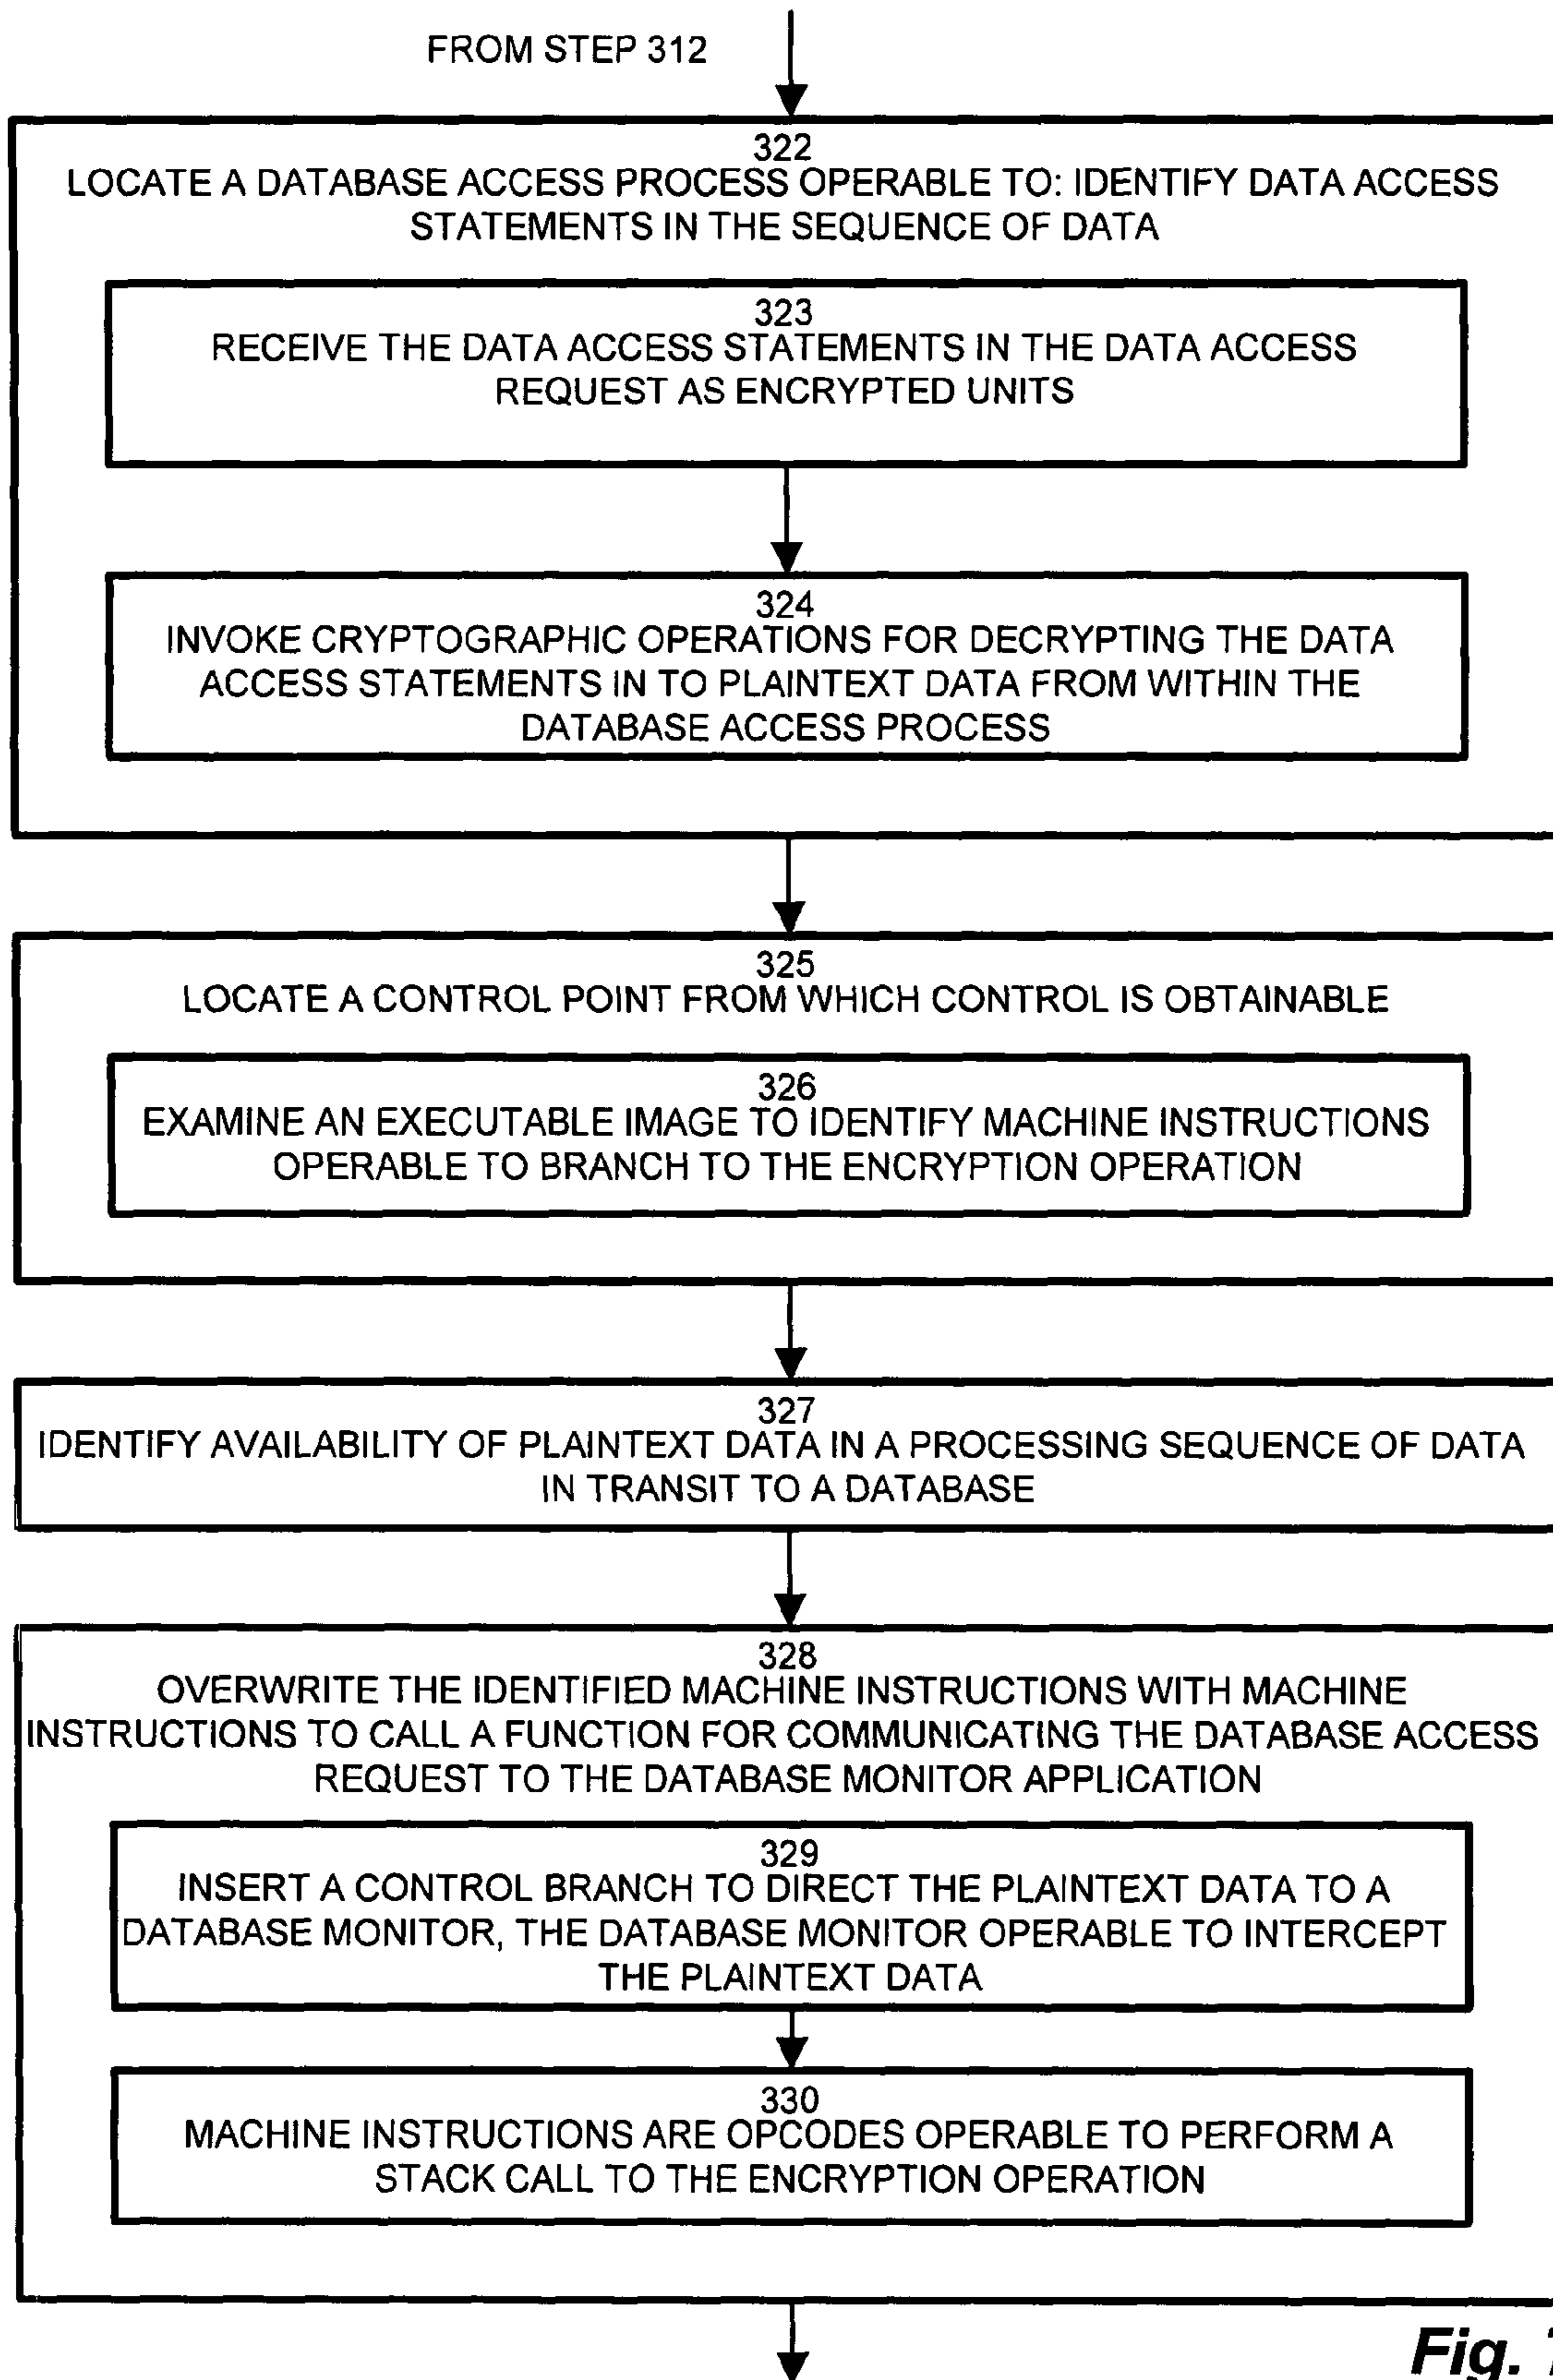 FROM STEP 312
322
LOCATE A DATABASE ACCESS PROCESS OPERABLE TO: IDENTIFY DATA ACCESS
STATEMENTS IN THE SEQUENCE OF DATA
323
RECEIVE THE DATA ACCESS STATEMENTS IN THE DATA ACCESS
REQUEST AS ENCRYPTED UNITS
324
INVOKE CRYPTOGRAPHIC OPERATIONS FOR DECRYPTING THE DATA
ACCESS STATEMENTS IN TO PLAINTEXT DATA FROM WITHIN THE
DATABASE ACCESS PROCESS
325
LOCATE A CONTROL POINT FROM WHICH CONTROL IS OBTAINABLE
326
EXAMINE AN EXECUTABLE IMAGE TO IDENTIFY MACHINE INSTRUCTIONS
OPERABLE TO BRANCH TO THE ENCRYPTION OPERATION
327
IDENTIFY AVAILABILITY OF PLAINTEXT DATA IN A PROCESSING SEQUENCE OF DATA
IN TRANSIT TO A DATABASE
328
OVERWRITE THE IDENTIFIED MACHINE INSTRUCTIONS WITH MACHINE
INSTRUCTIONS TO CALL A FUNCTION FOR COMMUNICATING THE DATABASE ACCESS
REQUEST TO THE DATABASE MONITOR APPLICATION
329
INSERT A CONTROL BRANCH TO DIRECT THE PLAINTEXT DATA TO A
DATABASE MONITOR, THE DATABASE MONITOR OPERABLE TO INTERCEPT
THE PLAINTEXT DATA
330
MACHINE INSTRUCTIONS ARE OPCODES OPERABLE TO PERFORM A
STACK CALL TO THE ENCRYPTION OPERATION
Fig.